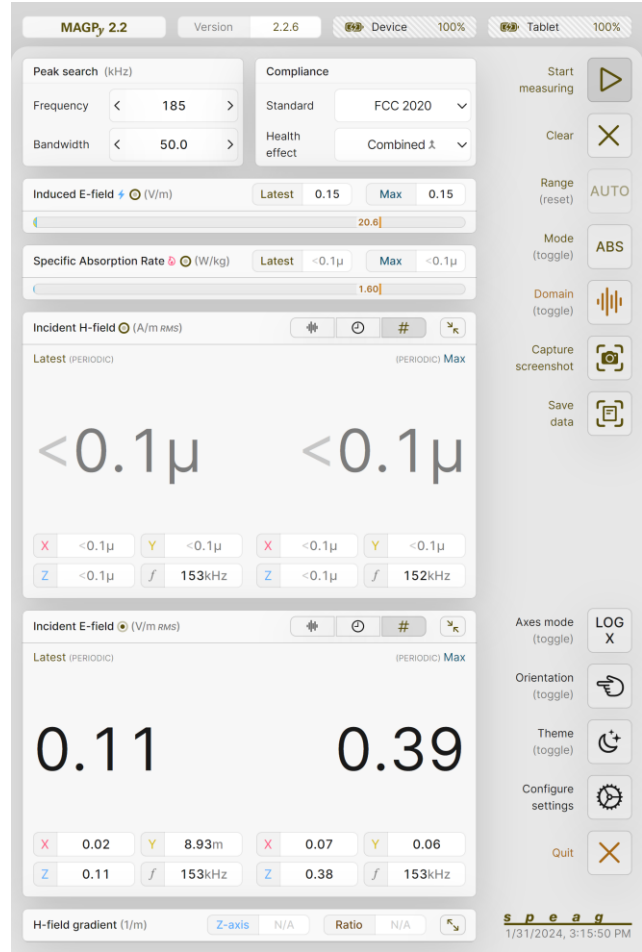 MAGPy 2.2 Version 2.2.6 Device 100% Tablet 100%
Peak search (kHz)
Frequency < 185 >
Bandwidth < 50.0 >
Compliance
Standard FCC 2020
Health
effect
Combined
Induced E-field (V/m) Latest 0.15 Max 0.15
20.6
Specific Absorption Rate (W/kg) Latest <0.1µ Max <0.1µ
1.60
Incident H-field (A/m RMS) #
Latest (PERIODIC) (PERIODIC) Max
<0.1µ <0.1µ
X <0.1µ Y <0.1µ X <0.1µ Y <0.1µ
Z <0.1µ f 153kHz Z <0.1µ f 152kHz
Incident E-field (V/m RMS) #
Latest (PERIODIC) (PERIODIC) Max
0.11 0.39
X 0.02 Y 8.93m X 0.07 Y 0.06
Z 0.11 f 153kHz Z 0.38 f 153kHz
H-field gradient (1/m) Z-axis N/A Ratio N/A
Start
measuring
Clear
Range
(reset)
AUTO
Mode
(toggle)
ABS
Domain
(toggle)
Capture
screenshot
Save
data
Axes mode
(toggle)
LOG
X
Orientation
(toggle)
Theme
(toggle)
Configure
settings
Quit
speag
1/31/2024, 3:15:50 PM